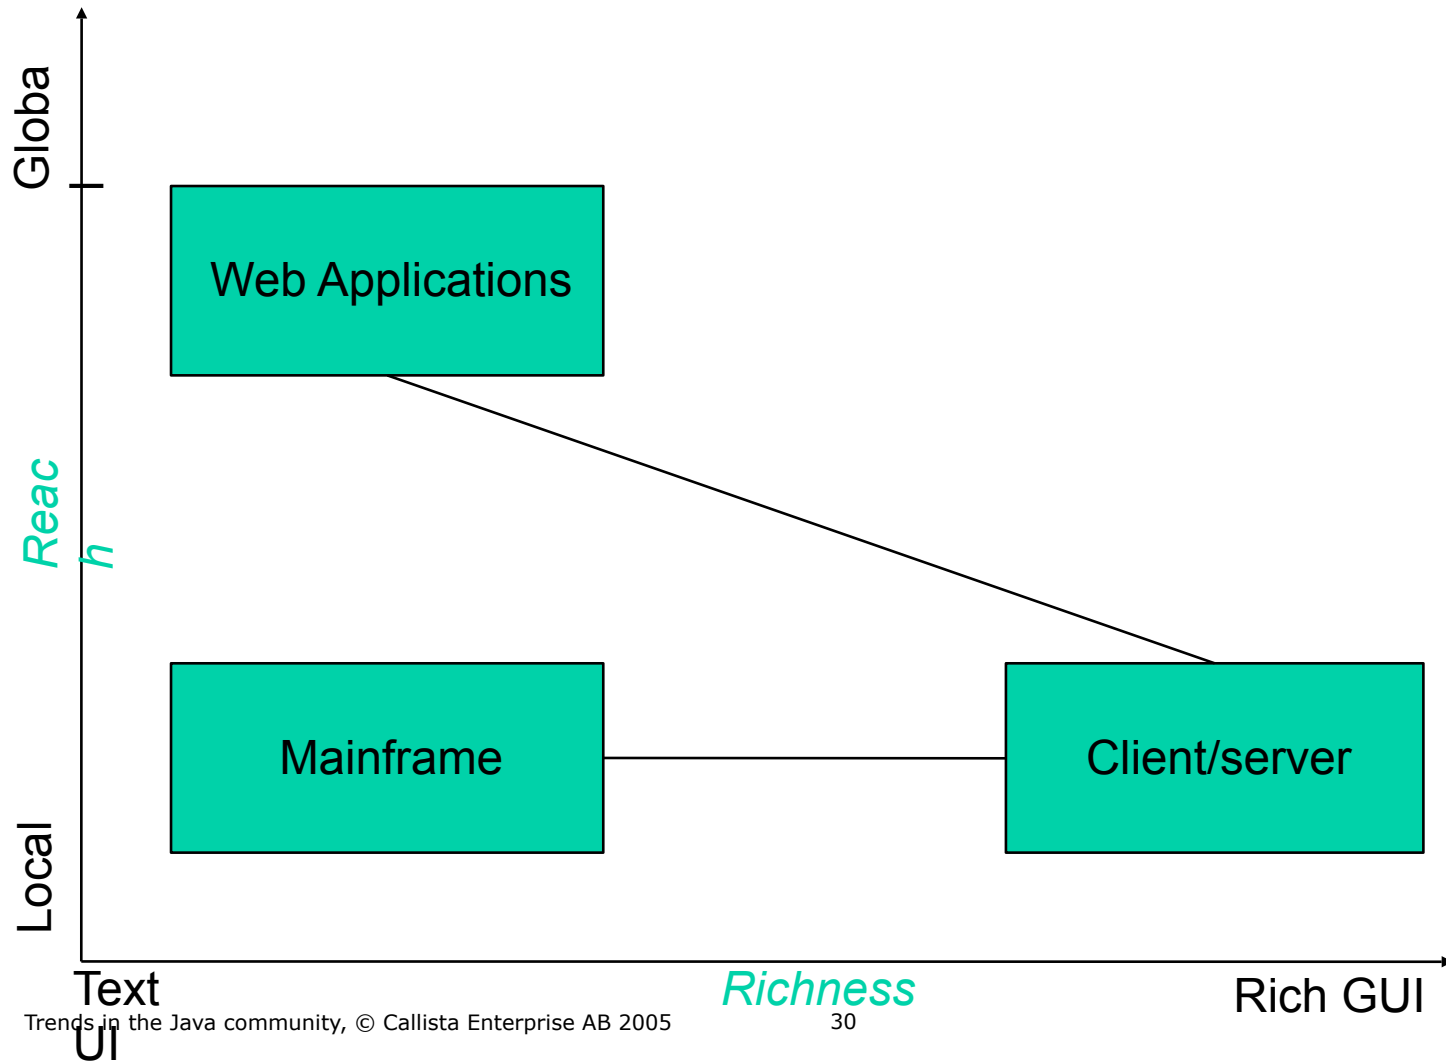 Globa
l
Web Applications
Reac
h
Mainframe
Client/server
Local
Text
UI
Richness
Rich GUI
Trends in the Java community, © Callista Enterprise AB 2005
30